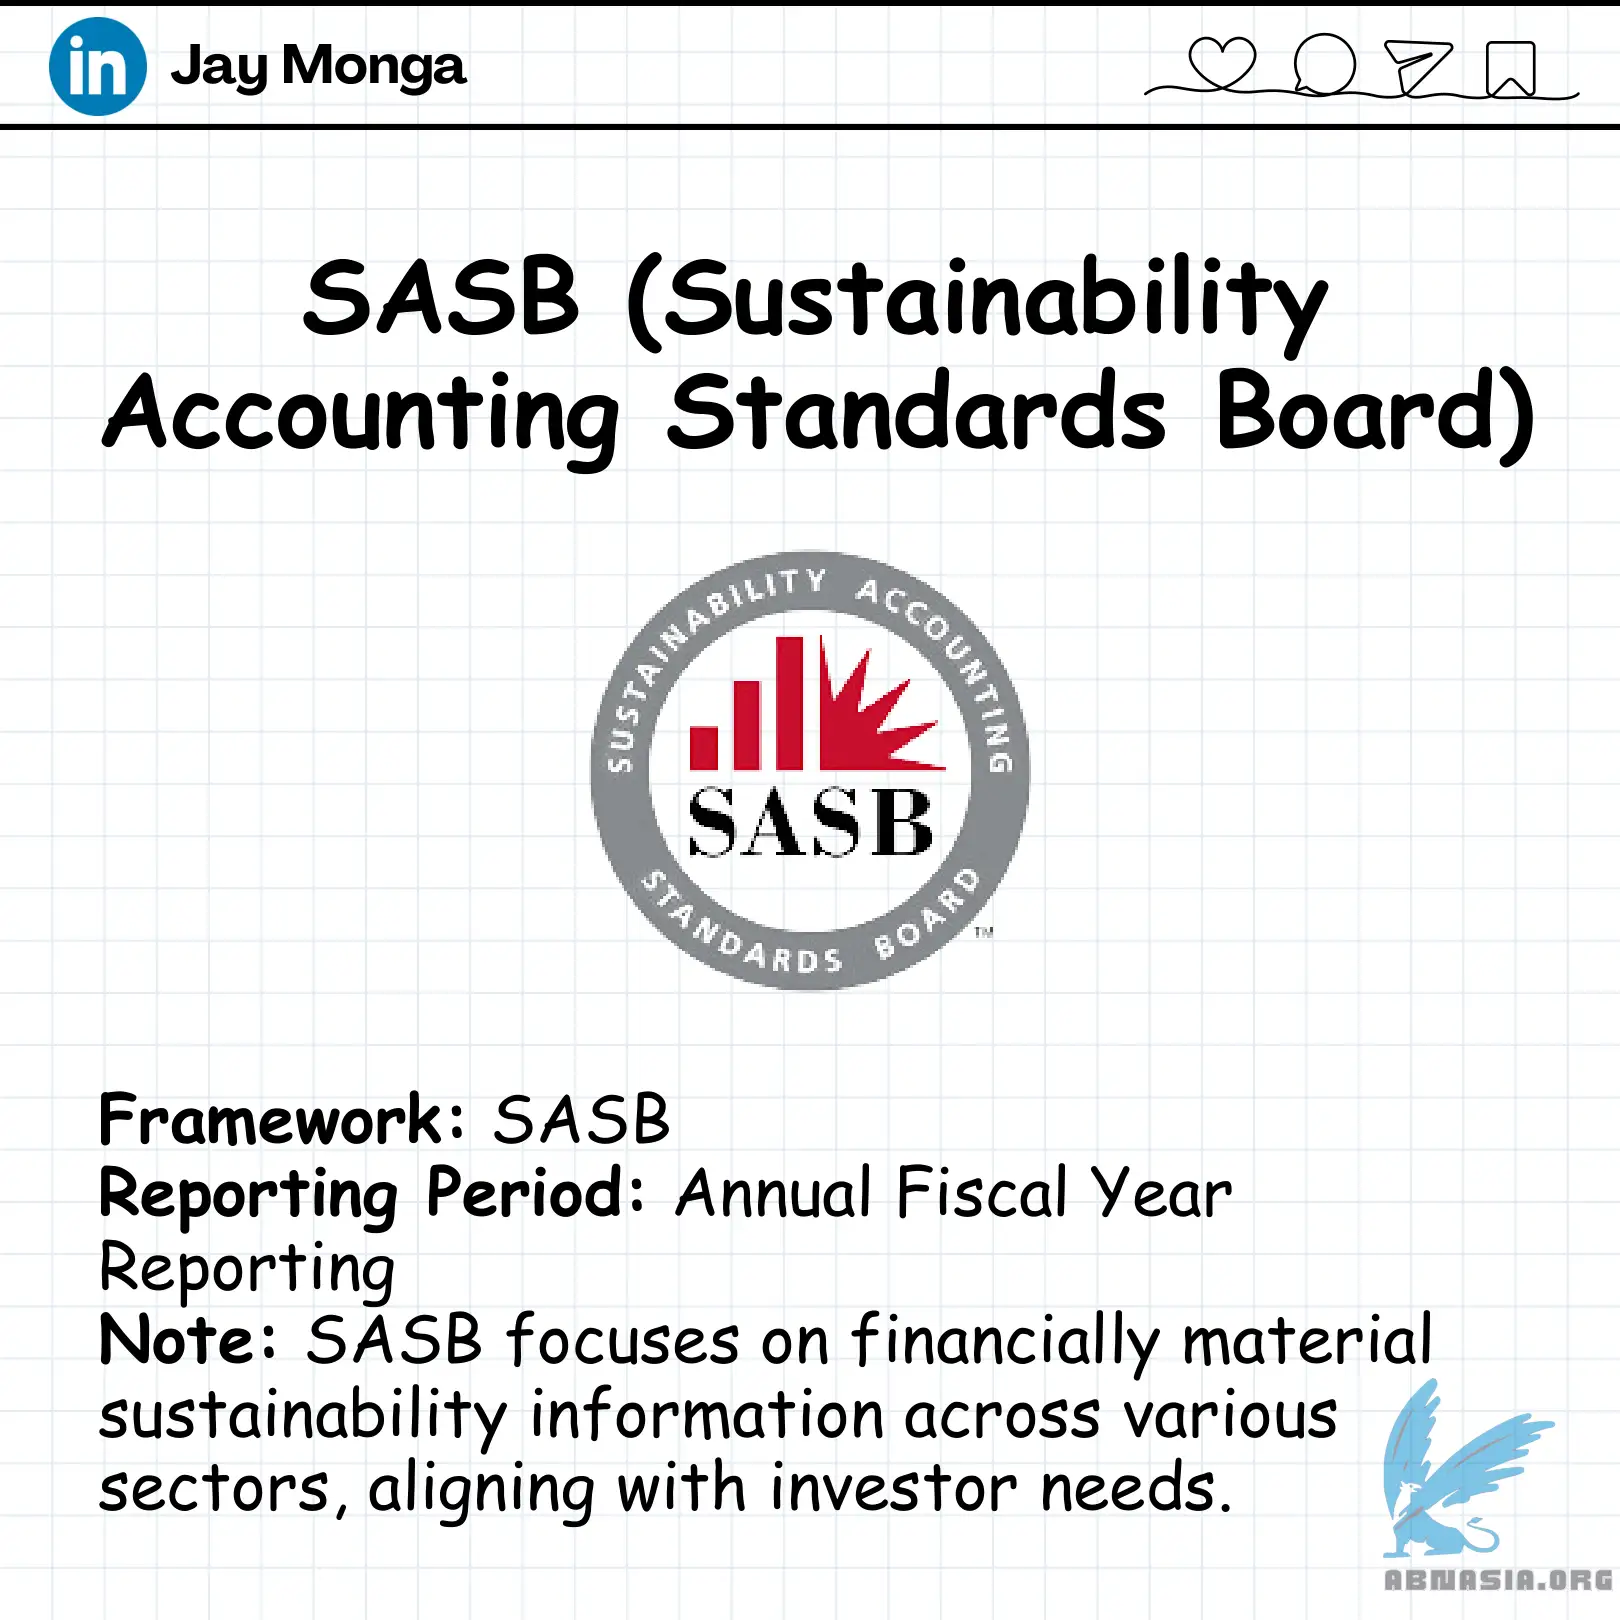 in Jay Monga
SASB (Sustainability
Accounting Standards Board)
SUSTAINABILITY ACCOUNTING
SASB
STANDARDS BOARD
TM
Framework: SASB
Reporting Period: Annual Fiscal Year
Reporting
Note: SASB focuses on financially material
sustainability information across various
sectors, aligning with investor needs.
ABNASIA.ORG